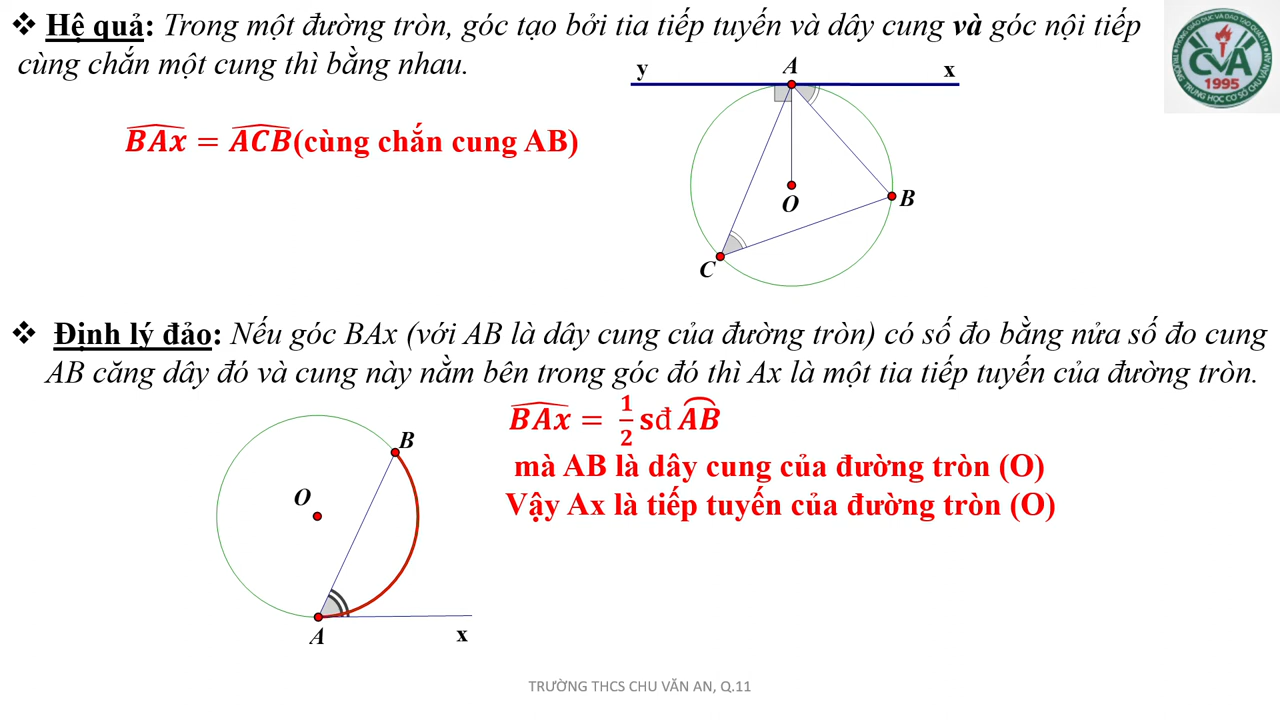 ❖ Hệ quả: Trong một đường tròn, góc tạo bởi tia tiếp tuyến và dây cung và góc nội tiếp
cùng chắn một cung thì bằng nhau.
y A x
BAx = ACB(cùng chắn cung AB)
O
B
C
CVA
1995
❖ Định lý đảo: Nếu góc BAx (với AB là dây cung của đường tròn) có số đo bằng nửa số đo cung
AB căng dây đó và cung này nằm bên trong góc đó thì Ax là một tia tiếp tuyến của đường tròn.
BAx = 1/2 sđ AB
mà AB là dây cung của đường tròn (O)
Vậy Ax là tiếp tuyến của đường tròn (O)
B
O
A
x
TRƯỜNG THCS CHU VĂN AN, Q.11